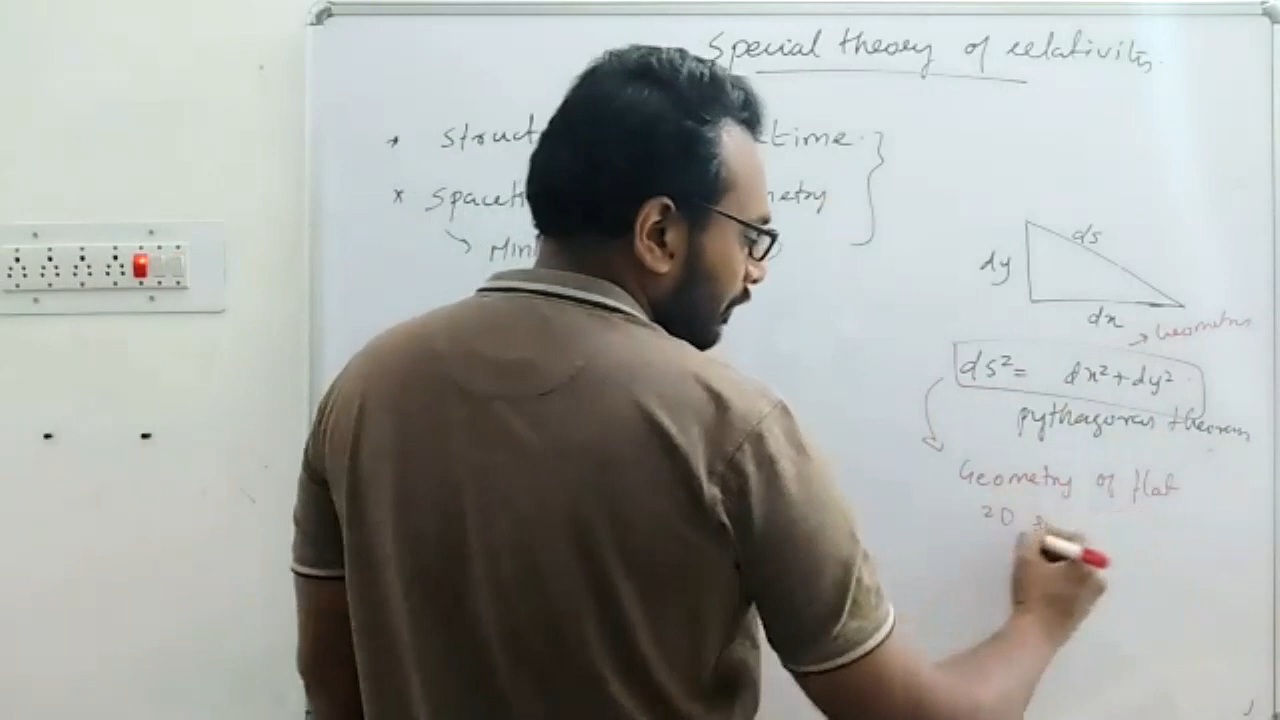 Special theory of relativity
* struct time.
* spaceti metry
↳ Min
ds
dy
dx
→ Geometry
ds² = dx² + dy²
pythagoras theorem
Geometry of flat
2D s